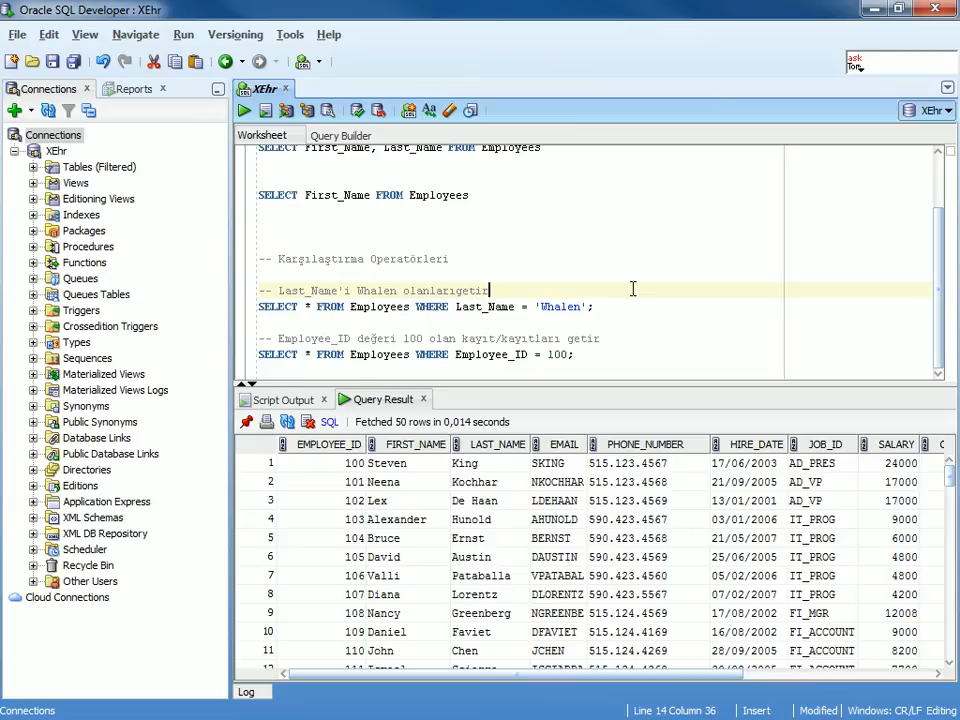 Oracle SQL Developer : XEhr
File Edit View Navigate Run Versioning Tools Help
ask
Tom
Connections Reports XEhr
XEhr
Worksheet Query Builder
Connections
XEhr
Tables (Filtered)
Views
Editioning Views
Indexes
Packages
Procedures
Functions
Queues
Queues Tables
Triggers
Crossedition Triggers
Types
Sequences
Materialized Views
Materialized Views Logs
Synonyms
Public Synonyms
Database Links
Public Database Links
Directories
Editions
Application Express
XML Schemas
XML DB Repository
Scheduler
Recycle Bin
Other Users
Cloud Connections
SELECT First_Name, Last_Name FROM Employees
SELECT First_Name FROM Employees
-- Karşılaştırma Operatörleri
-- Last_Name'i Whalen olanlarıgetir
SELECT * FROM Employees WHERE Last_Name = 'Whalen';
-- Employee_ID değeri 100 olan kayıt/kayıtları getir
SELECT * FROM Employees WHERE Employee_ID = 100;
Script Output Query Result
SQL Fetched 50 rows in 0,014 seconds
EMPLOYEE_ID FIRST_NAME LAST_NAME EMAIL PHONE_NUMBER HIRE_DATE JOB_ID SALARY C
1 100 Steven King SKING 515.123.4567 17/06/2003 AD_PRES 24000
2 101 Neena Kochhar NKOCHHAR 515.123.4568 21/09/2005 AD_VP 17000
3 102 Lex De Haan LDEHAAN 515.123.4569 13/01/2001 AD_VP 17000
4 103 Alexander Hunold AHUNOLD 590.423.4567 03/01/2006 IT_PROG 9000
5 104 Bruce Ernst BERNST 590.423.4568 21/05/2007 IT_PROG 6000
6 105 David Austin DAUSTIN 590.423.4569 25/06/2005 IT_PROG 4800
7 106 Valli Pataballa VPATABAL 590.423.4560 05/02/2006 IT_PROG 4800
8 107 Diana Lorentz DLORENTZ 590.423.5567 07/02/2007 IT_PROG 4200
9 108 Nancy Greenberg NGREENBE 515.124.4569 17/08/2002 FI_MGR 12008
10 109 Daniel Faviet DFAVIET 515.124.4169 16/08/2002 FI_ACCOUNT 9000
11 110 John Chen JCHEN 515.124.4269 28/09/2005 FI_ACCOUNT 8200
Log
Connections Line 14 Column 36 Insert Modified Windows: CR/LF Editing